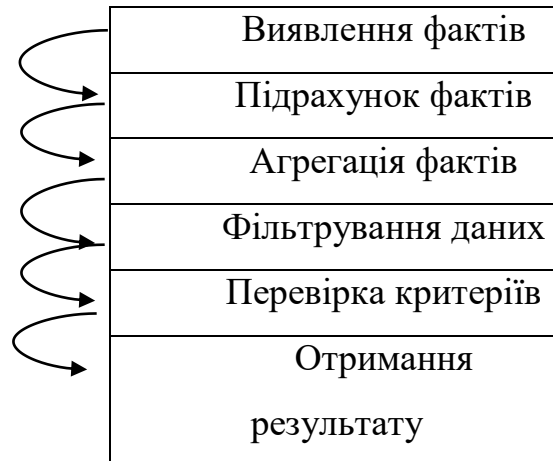 Виявлення фактів
Підрахунок фактів
Агрегація фактів
Фільтрування даних
Перевірка критеріїв
Отримання
результату